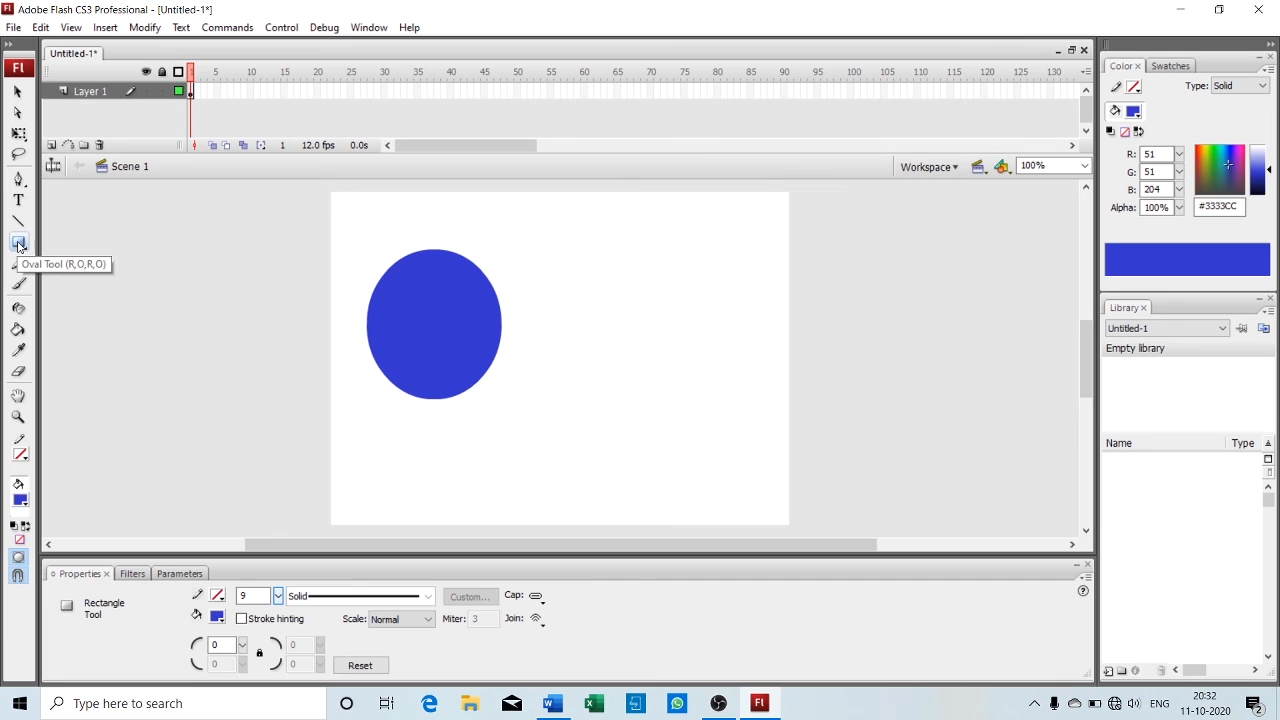 Fl Adobe Flash CS3 Professional - [Untitled-1*]
File Edit View Insert Modify Text Commands Control Debug Window Help
Untitled-1*
5 10 15 20 25 30 35 40 45 50 55 60 65 70 75 80 85 90 95 100 105 110 115 120 125 130
Layer 1
1 12.0 fps 0.0s
Scene 1
Workspace
100%
Fl
T
Oval Tool (R,O,R,O)
Color Swatches
Type: Solid
R: 51
G: 51
B: 204
Alpha: 100% #3333CC
Library
Untitled-1
Empty library
Name Type
Properties Filters Parameters
Rectangle
Tool
9 Solid Custom... Cap:
Stroke hinting Scale: Normal Miter: 3 Join:
0 0
0 0 Reset
Type here to search
Fl
ENG
20:32
11-10-2020
2